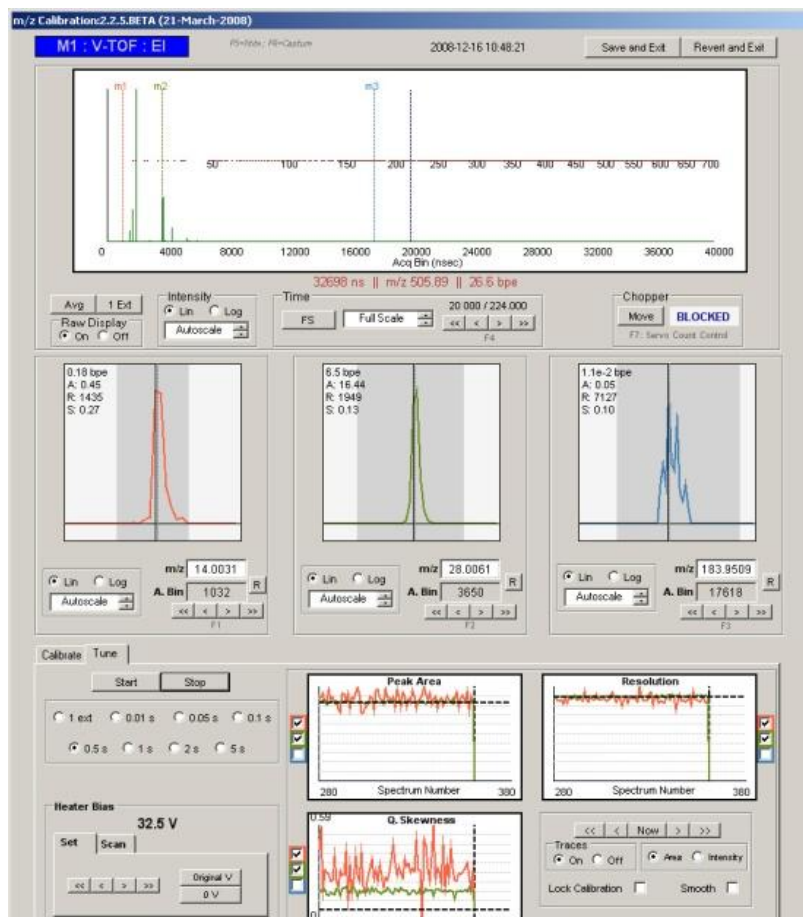 m/z Calibration:2.2.5.BETA (21-March-2008)
M1 : V-TOF : EI
2008-12-16 10:48:21
Save and Exit Revert and Exit
m1 m2 m3
50 100 150 200 250 300 350 400 450 500 550 600 650 700
0 4000 8000 12000 16000 20000 24000 28000 32000 36000 40000
Acq Bin (nsec)
32698 ns || m/z 505.89 || 26.6 bpe
Avg 1 Ext
Raw Display
On Off
Intensity
Lin Log
Autoscale
Time
FS Full Scale
20 000 / 224.000
<< < > >>
F4
Chopper
Move BLOCKED
F7: Servo Count Control
0.18 bpe
A: 0.45
R: 1435
S: 0.27
m/z 14.0031
Lin Log
Autoscale
A. Bin 1032 R
<< < > >>
F1
6.5 bpe
A: 16.44
R: 1949
S: 0.13
m/z 28.0061
Lin Log
Autoscale
A. Bin 3650 R
<< < > >>
F2
1.1e-2 bpe
A: 0.05
R: 7127
S: 0.10
m/z 183.9509
Lin Log
Autoscale
A. Bin 17618 R
<< < > >>
F3
Calibrate Tune
Start Stop
1 ext 0.01 s 0.05 s 0.1 s
0.5 s 1 s 2 s 5 s
Heater Bias
32.5 V
Set Scan
<< < > >>
Original V
0 V
Peak Area
280 Spectrum Number 380
Resolution
280 Spectrum Number 380
0.59 Q. Skewness
0
<< < Now > >>
Traces
On Off
Area Intensity
Lock Calibration Smooth